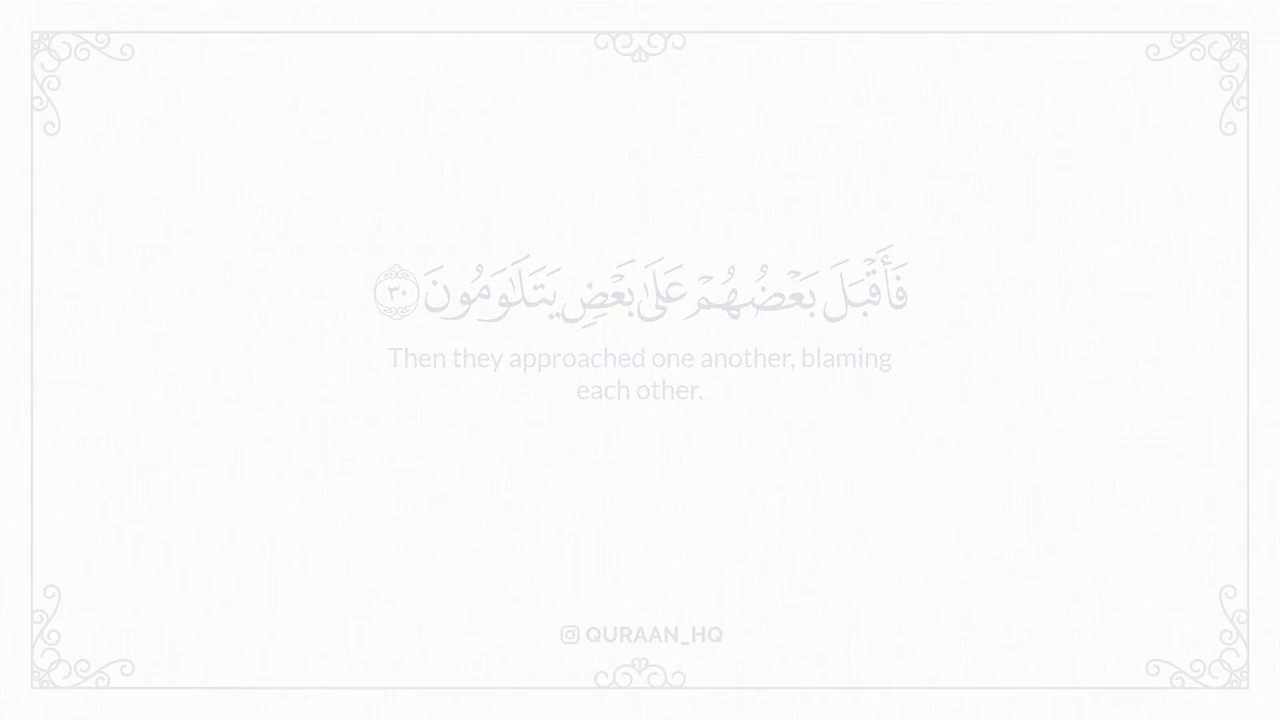 فَأَقْبَلَ بَعْضُهُمْ عَلَىٰ بَعْضٍ يَتَلَٰوَمُونَ ٣٠
Then they approached one another, blaming
each other.
QURAAN_HQ